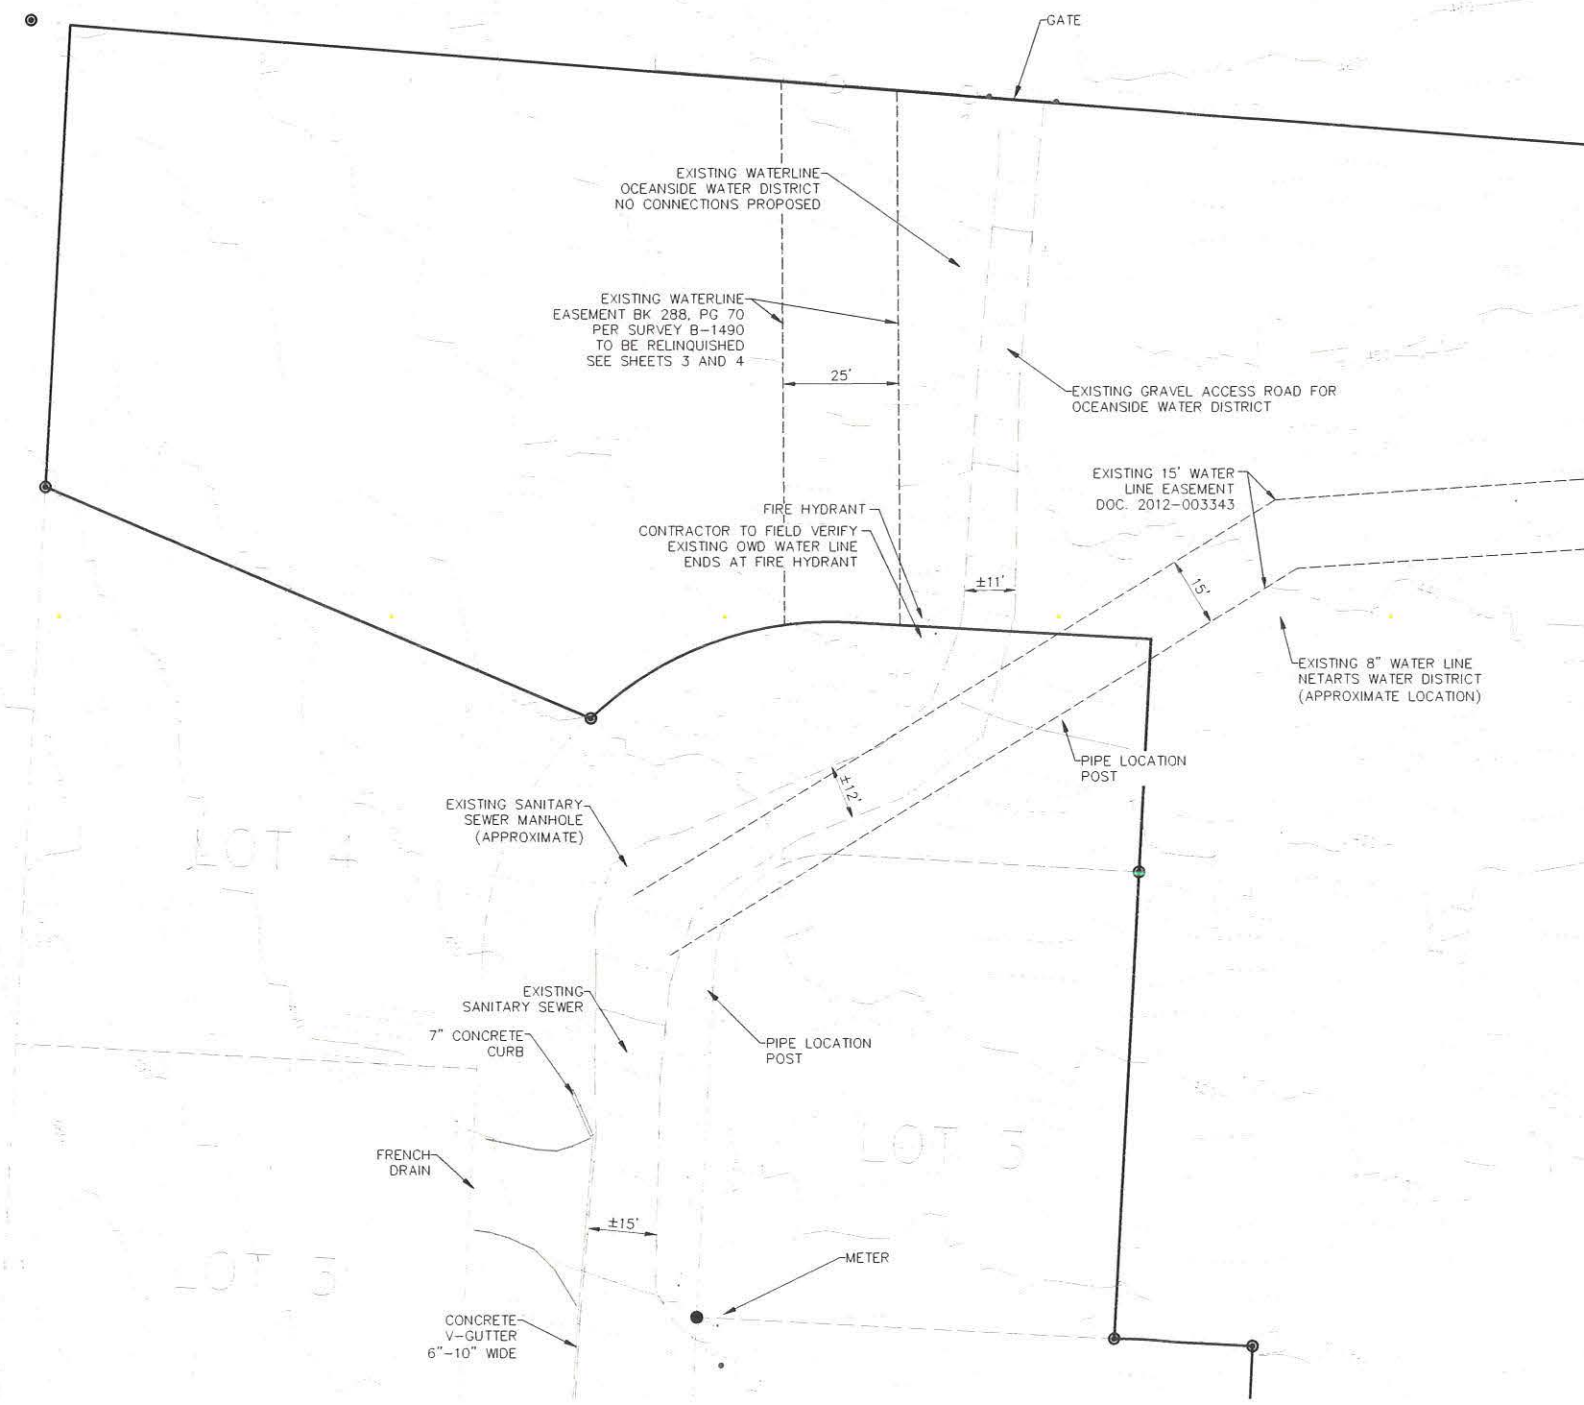 GATE
EXISTING WATERLINE
OCEANSIDE WATER DISTRICT
NO CONNECTIONS PROPOSED
EXISTING WATERLINE
EASEMENT BK 288, PG 70
PER SURVEY B-1490
TO BE RELINQUISHED
SEE SHEETS 3 AND 4
25'
EXISTING GRAVEL ACCESS ROAD FOR
OCEANSIDE WATER DISTRICT
EXISTING 15' WATER
LINE EASEMENT
DOC. 2012-003343
FIRE HYDRANT
CONTRACTOR TO FIELD VERIFY
EXISTING OWD WATER LINE
ENDS AT FIRE HYDRANT
±11'
15'
EXISTING 8" WATER LINE
NETARTS WATER DISTRICT
(APPROXIMATE LOCATION)
PIPE LOCATION
POST
±12'
EXISTING SANITARY
SEWER MANHOLE
(APPROXIMATE)
LOT 4
EXISTING
SANITARY SEWER
7" CONCRETE
CURB
PIPE LOCATION
POST
FRENCH
DRAIN
±15'
METER
CONCRETE
V-GUTTER
6"-10" WIDE